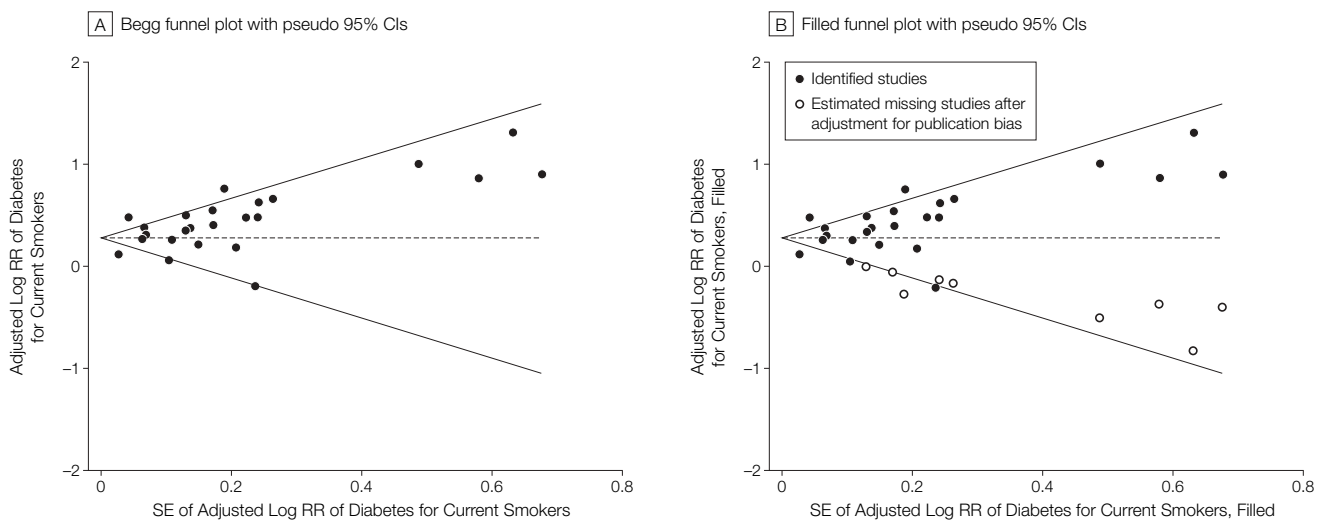 A Begg funnel plot with pseudo 95% CIs
2
1
0
−1
−2
Adjusted Log RR of Diabetes
for Current Smokers
0 0.2 0.4 0.6 0.8
SE of Adjusted Log RR of Diabetes for Current Smokers
B Filled funnel plot with pseudo 95% CIs
Identified studies
Estimated missing studies after
adjustment for publication bias
2
1
0
−1
−2
Adjusted Log RR of Diabetes
for Current Smokers, Filled
0 0.2 0.4 0.6 0.8
SE of Adjusted Log RR of Diabetes for Current Smokers, Filled